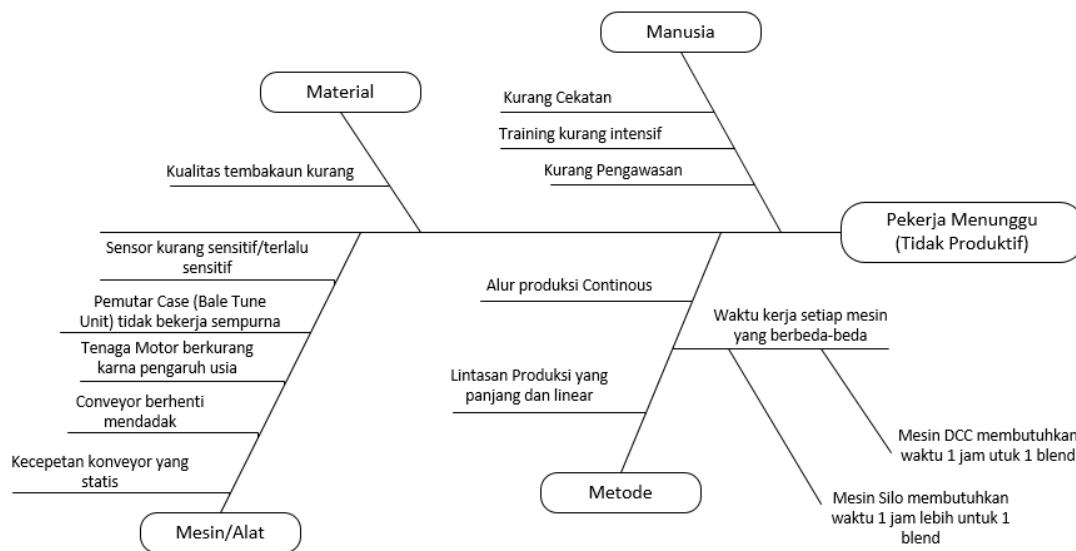 Manusia
Material
Kurang Cekatan
Training kurang intensif
Kurang Pengawasan
Kualitas tembakaun kurang
Pekerja Menunggu
(Tidak Produktif)
Sensor kurang sensitif/terlalu
sensitif
Pemutar Case (Bale Tune
Unit) tidak bekerja sempurna
Tenaga Motor berkurang
karna pengaruh usia
Conveyor berhenti
mendadak
Kecepetan konveyor yang
statis
Mesin/Alat
Alur produksi Continous
Waktu kerja setiap mesin
yang berbeda-beda
Lintasan Produksi yang
panjang dan linear
Mesin DCC membutuhkan
waktu 1 jam utuk 1 blend
Mesin Silo membutuhkan
waktu 1 jam lebih untuk 1
blend
Metode